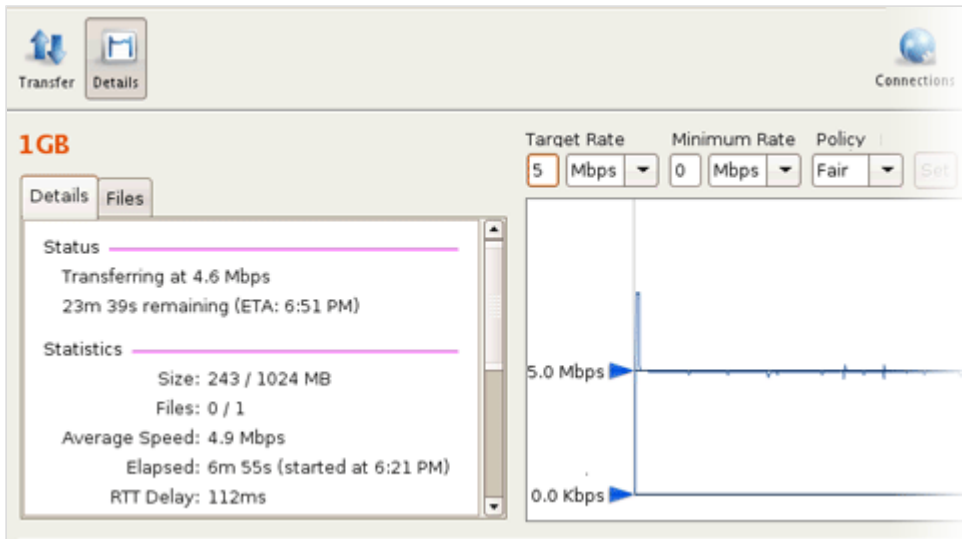 Transfer Details Connections
1GB
Target Rate Minimum Rate Policy
5 Mbps 0 Mbps Fair Set
Details Files
Status
Transferring at 4.6 Mbps
23m 39s remaining (ETA: 6:51 PM)
Statistics
Size: 243 / 1024 MB
Files: 0 / 1
Average Speed: 4.9 Mbps
Elapsed: 6m 55s (started at 6:21 PM)
RTT Delay: 112ms
5.0 Mbps
0.0 Kbps